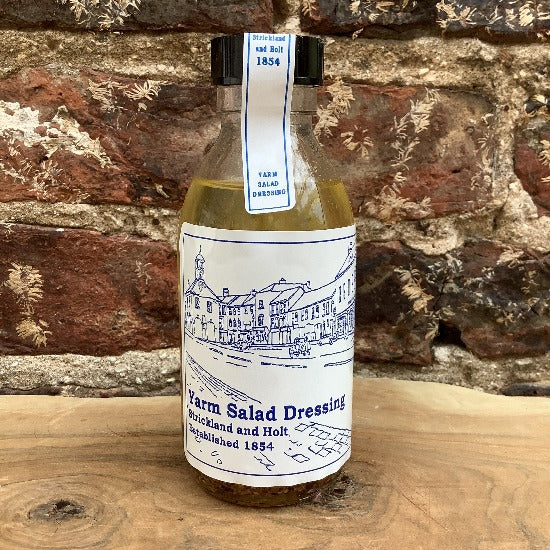 Strickland
and Holt
1854
YARM
SALAD
DRESSING
Yarm Salad Dressing
Strickland and Holt
Established 1854